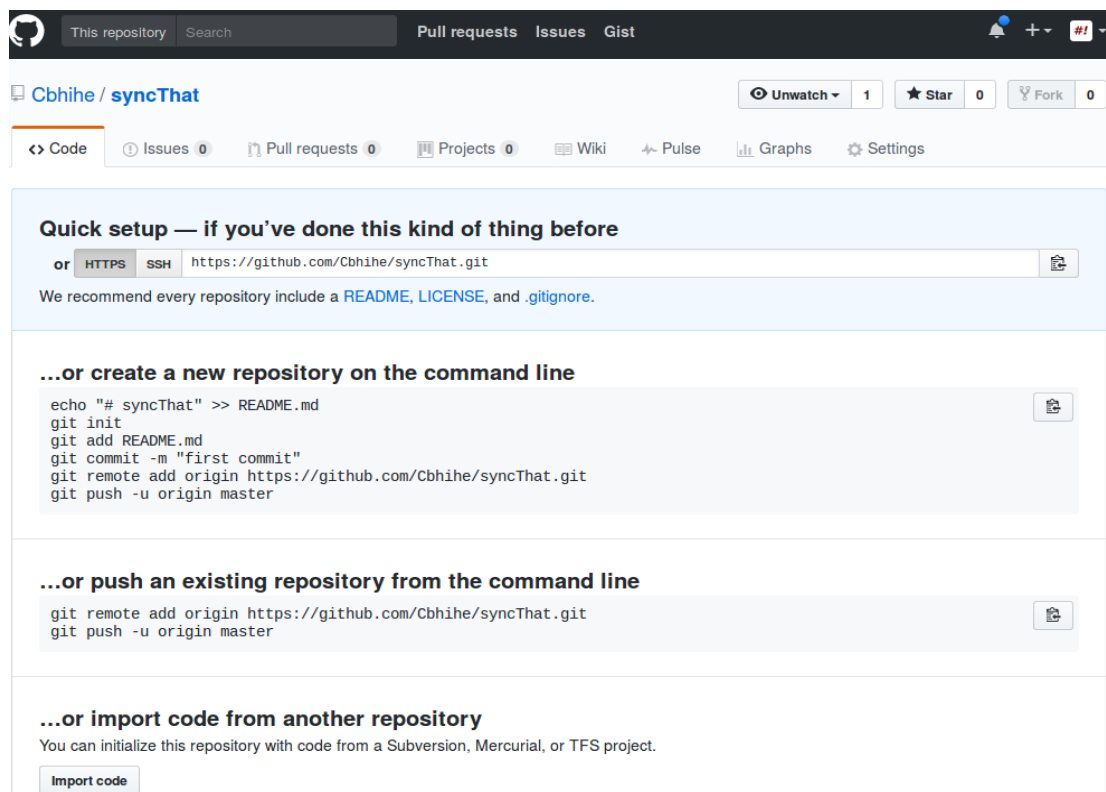 This repository Search Pull requests Issues Gist
#!
Cbhihe / syncThat Unwatch 1 Star 0 Fork 0
Code Issues 0 Pull requests 0 Projects 0 Wiki Pulse Graphs Settings
Quick setup — if you’ve done this kind of thing before
or HTTPS SSH https://github.com/Cbhihe/syncThat.git
We recommend every repository include a README, LICENSE, and .gitignore.
…or create a new repository on the command line
echo "# syncThat" >> README.md
git init
git add README.md
git commit -m "first commit"
git remote add origin https://github.com/Cbhihe/syncThat.git
git push -u origin master
…or push an existing repository from the command line
git remote add origin https://github.com/Cbhihe/syncThat.git
git push -u origin master
…or import code from another repository
You can initialize this repository with code from a Subversion, Mercurial, or TFS project.
Import code